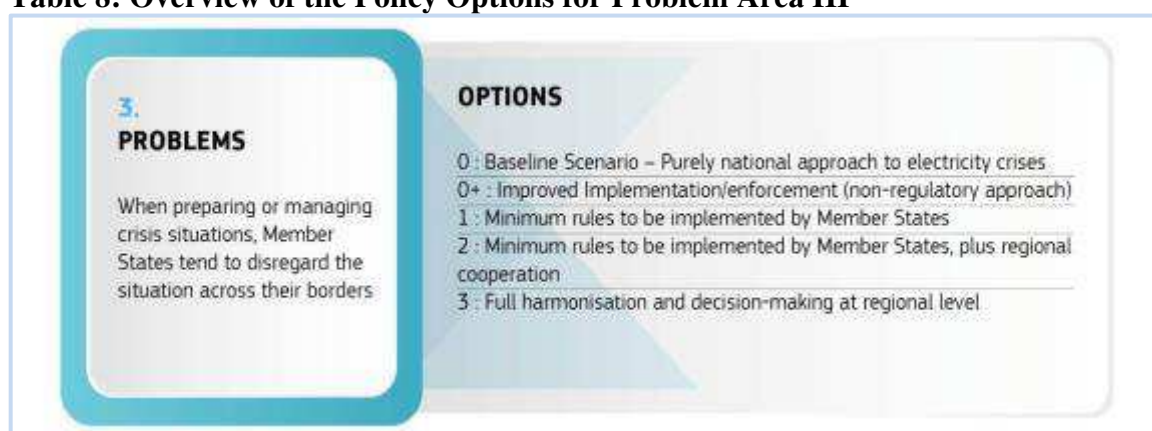 Table 8: Overview of the Policy Options for Problem Area III
3.
PROBLEMS
When preparing or managing
crisis situations, Member
States tend to disregard the
situation across their borders
OPTIONS
0 : Baseline Scenario – Purely national approach to electricity crises
0+ : Improved Implementation/enforcement (non-regulatory approach)
1 : Minimum rules to be implemented by Member States
2 : Minimum rules to be implemented by Member States, plus regional
cooperation
3 : Full harmonisation and decision-making at regional level